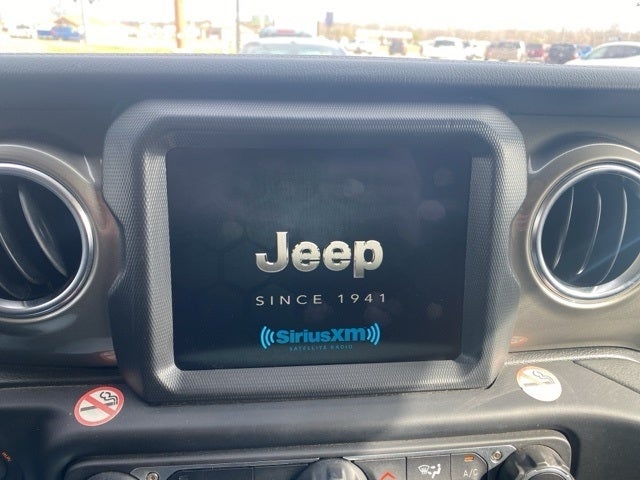 Jeep
SINCE 1941
SiriusXM
SATELLITE RADIO
A/C